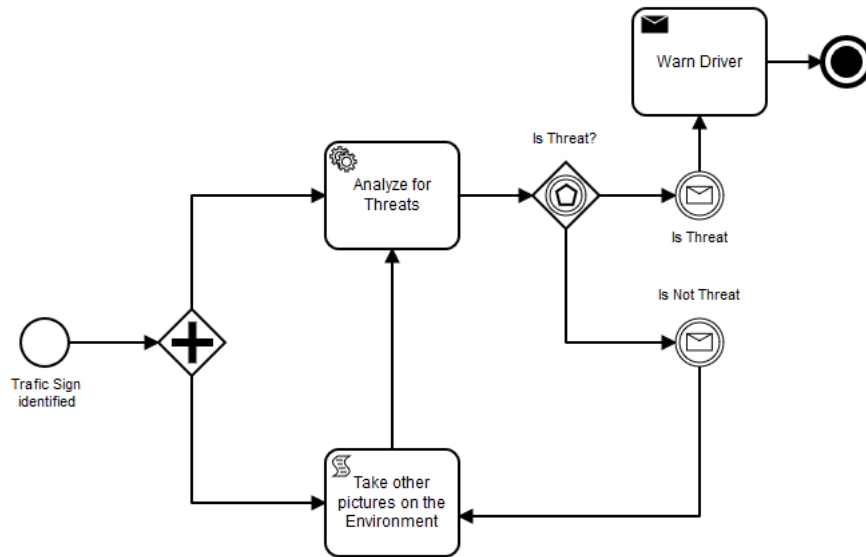 Warn Driver
Is Threat?
Analyze for
Threats
Is Threat
Is Not Threat
Trafic Sign
identified
Take other
pictures on the
Environment